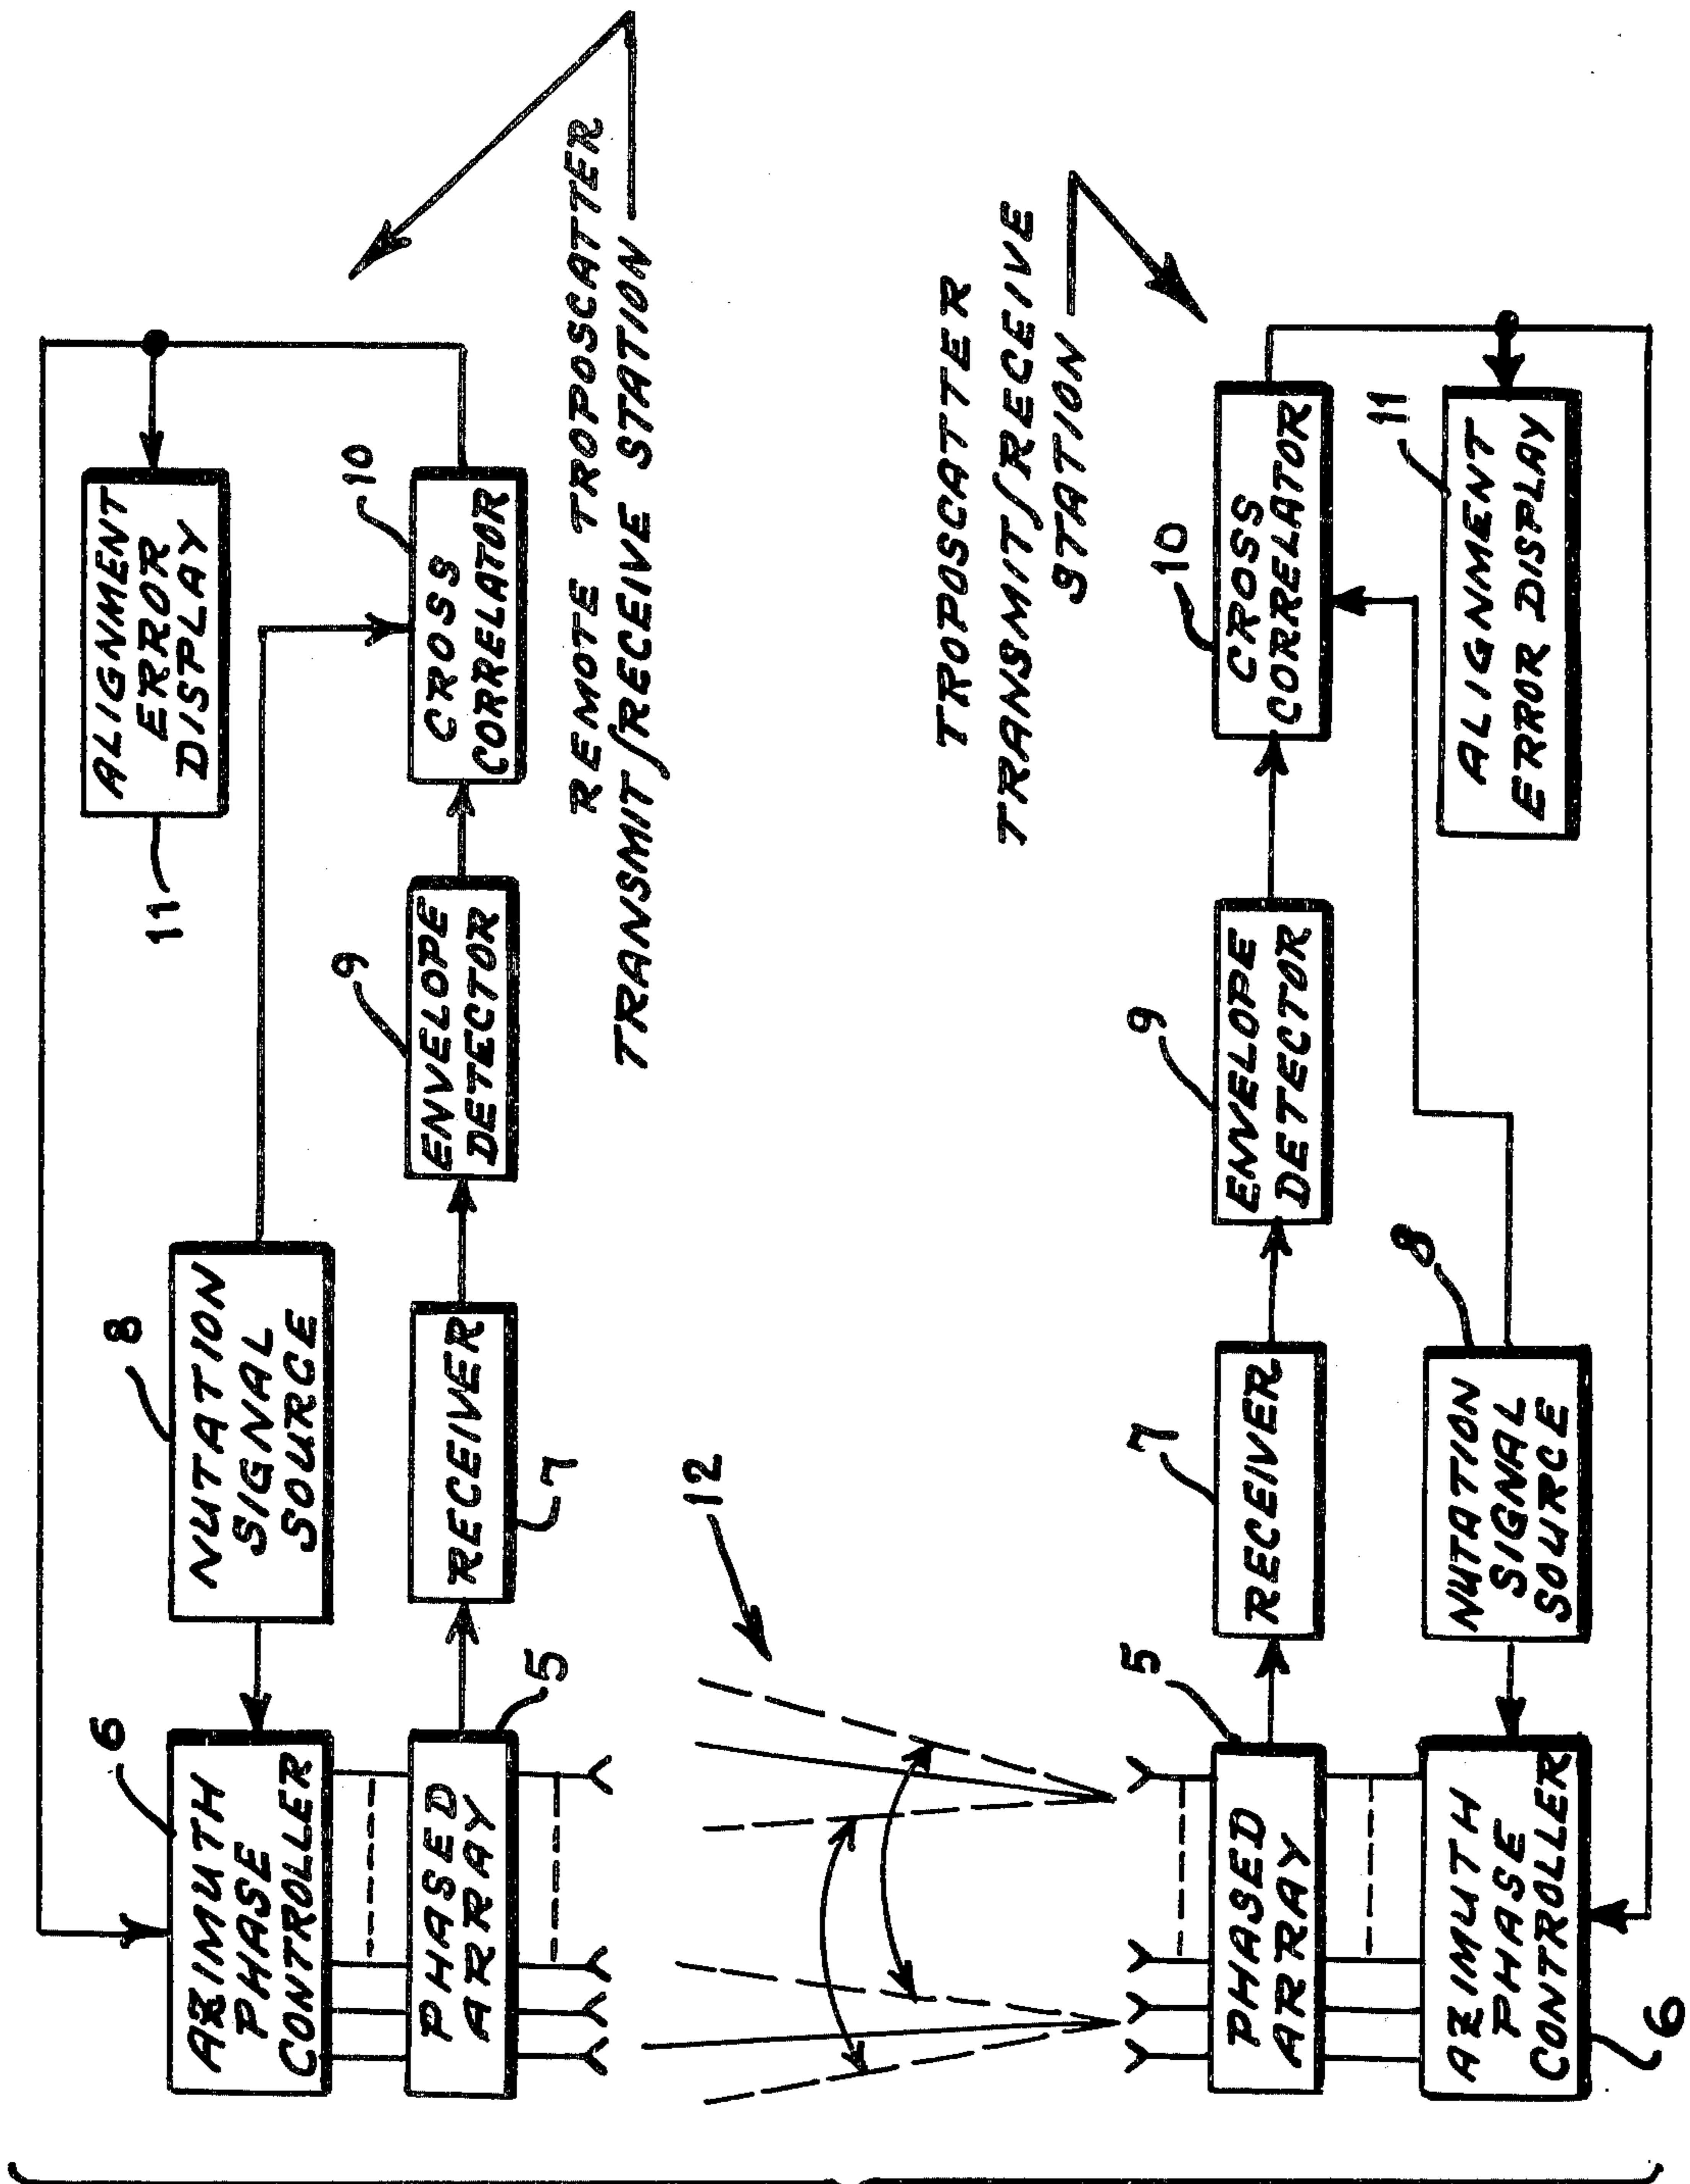 6
AZIMUTH
PHASE
CONTROLLER
8
NUTATION
SIGNAL
SOURCE
11
ALIGNMENT
ERROR
DISPLAY
PHASED
ARRAY
5
RECEIVER
7
9
ENVELOPE
DETECTOR
10
CROSS
CORRELATOR
REMOTE TROPOSCATTER
TRANSMIT/RECEIVE STATION
12
TROPOSCATTER
TRANSMIT/RECEIVE
STATION
5
PHASED
ARRAY
7
RECEIVER
9
ENVELOPE
DETECTOR
10
CROSS
CORRELATOR
6
AZIMUTH
PHASE
CONTROLLER
8
NUTATION
SIGNAL
SOURCE
11
ALIGNMENT
ERROR DISPLAY